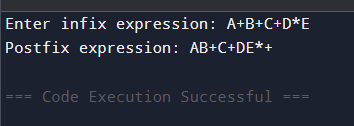 Enter infix expression: A+B+C+D*E
Postfix expression: AB+C+DE*+
=== Code Execution Successful ===